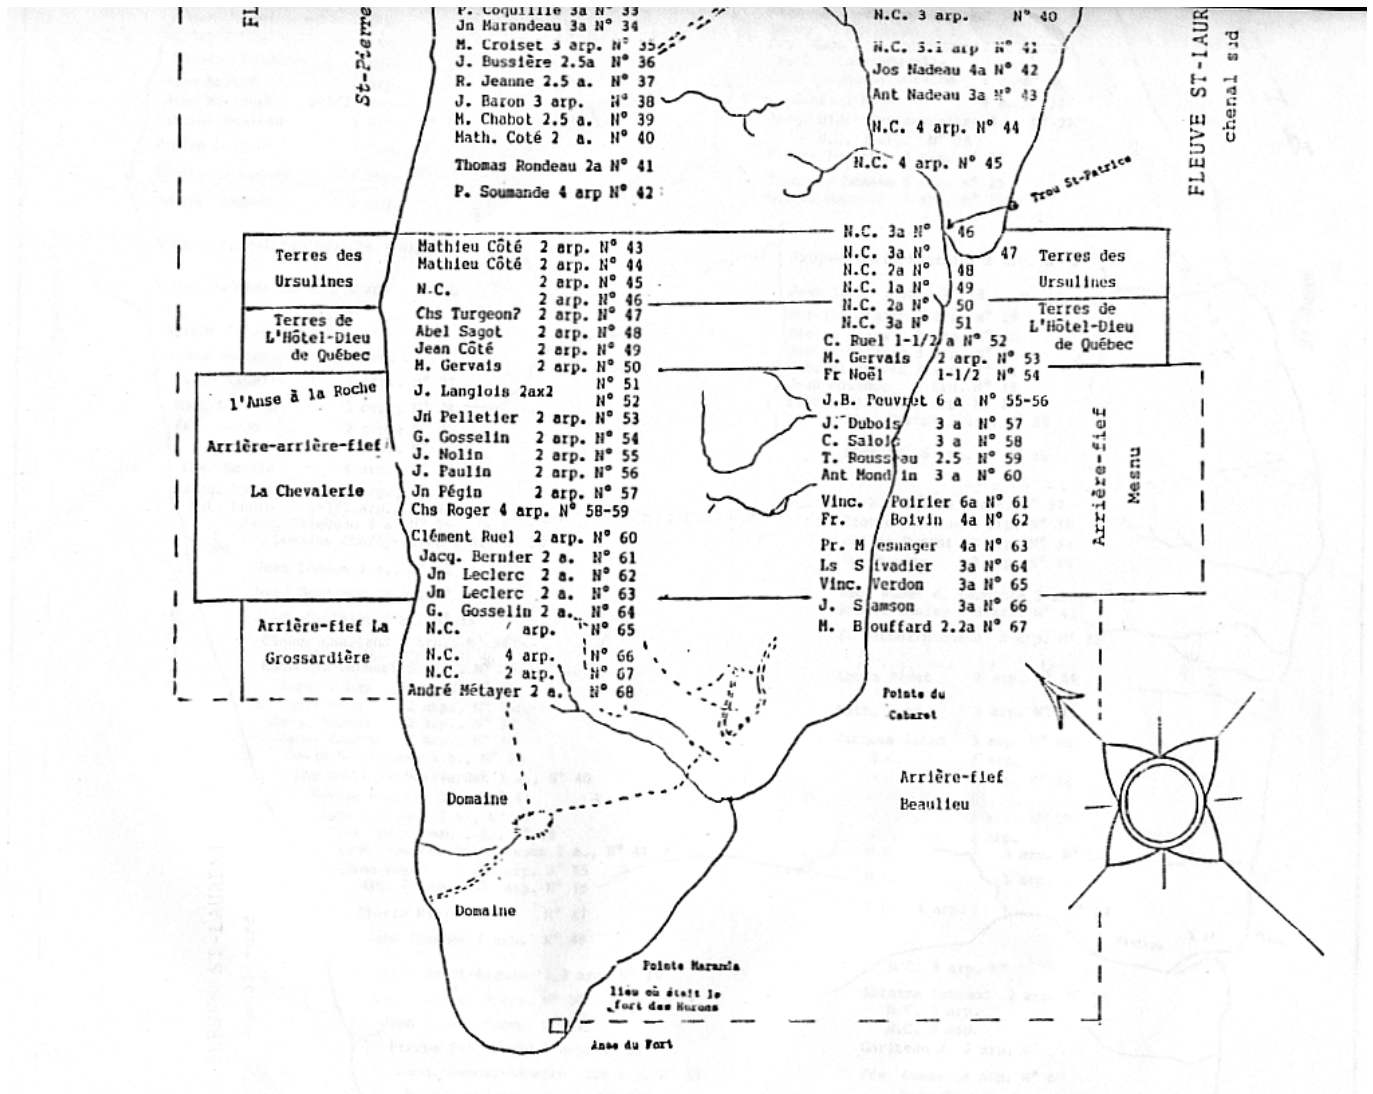 P. Coquille 3a N° 33
Jn Marandeau 3a N° 34
M. Croiset 3 arp. N° 35
J. Bussière 2.5a N° 36
R. Jeanne 2.5 a. N° 37
J. Baron 3 arp. N° 38
M. Chabot 2.5 a. N° 39
Math. Coté 2 a. N° 40
Thomas Rondeau 2a N° 41
P. Soumande 4 arp N° 42
St-Pierre
N.C. 3 arp. N° 40
N.C. 3.1 arp N° 41
Jos Nadeau 4a N° 42
Ant Nadeau 3a N° 43
N.C. 4 arp. N° 44
N.C. 4 arp. N° 45
Trou St-Patrice
FLEUVE ST-LAUR
chenal sud
Terres des
Ursulines
Terres de
L'Hôtel-Dieu
de Québec
l'Anse à la Roche
Arrière-arrière-fief
La Chevalerie
Arrière-fief La
Grossardière
Mathieu Côté 2 arp. N° 43
Mathieu Côté 2 arp. N° 44
2 arp. N° 45
N.C.
2 arp. N° 46
Chs Turgeon? 2 arp. N° 47
Abel Sagot 2 arp. N° 48
Jean Côté 2 arp. N° 49
M. Gervais 2 arp. N° 50
N° 51
J. Langlois 2ax2
N° 52
Jn Pelletier 2 arp. N° 53
G. Gosselin 2 arp. N° 54
J. Nolin 2 arp. N° 55
J. Paulin 2 arp. N° 56
Jn Pégin 2 arp. N° 57
Chs Roger 4 arp. N° 58-59
Clément Ruel 2 arp. N° 60
Jacq. Bernier 2 a. N° 61
Jn Leclerc 2 a. N° 62
Jn Leclerc 2 a. N° 63
G. Gosselin 2 a. N° 64
N.C. arp. N° 65
N.C. 4 arp. N° 66
N.C. 2 arp. N° 67
André Métayer 2 a. N° 68
N.C. 3a N° 46
N.C. 3a N° 47
N.C. 2a N° 48
N.C. 1a N° 49
N.C. 2a N° 50
N.C. 3a N° 51
C. Ruel 1-1/2 a N° 52
M. Gervais 2 arp. N° 53
Fr Noël 1-1/2 N° 54
J.B. Peuvret 6 a N° 55-56
J. Dubois 3 a N° 57
C. Salois 3 a N° 58
T. Rousseau 2.5 N° 59
Ant Mondin 3 a N° 60
Vinc. Poirier 6a N° 61
Fr. Boivin 4a N° 62
Pr. Mesnager 4a N° 63
Ls Sivadier 3a N° 64
Vinc. Verdon 3a N° 65
J. Samson 3a N° 66
M. Bouffard 2.2a N° 67
Terres des
Ursulines
Terres de
L'Hôtel-Dieu
de Québec
Arrière-fief
Mesnu
Pointe du
Cabaret
Arrière-fief
Beaulieu
Domaine
Domaine
Pointe Maranda
lieu où était le
fort des Hurons
Anse du Fort